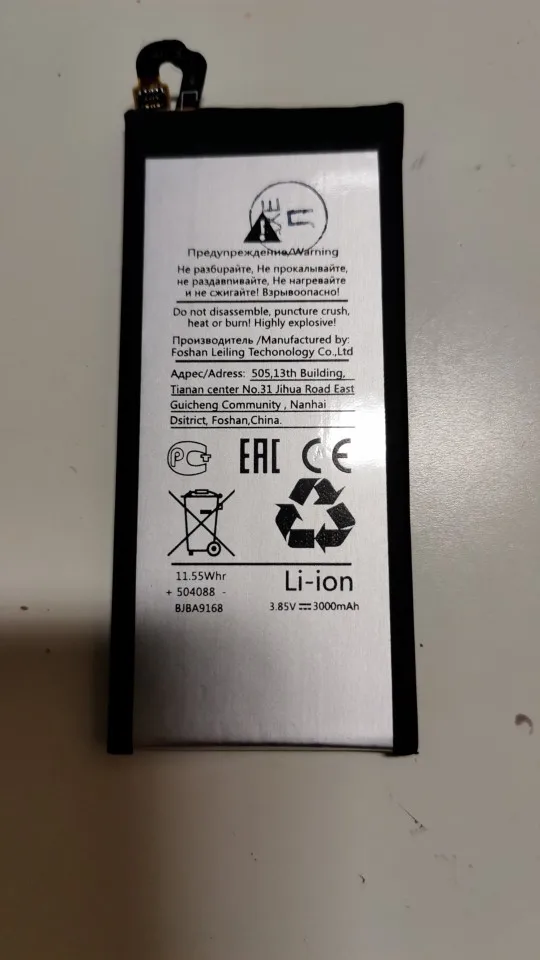 Предупреждение/Warning
Не разбирайте, Не прокалывайте,
не раздавпивайте, Не нагревайте
и не сжигайте! Взрывоопасно!
Do not disassemble, puncture crush,
heat or burn! Highly explosive!
Производитель /Manufactured by:
Foshan Leiling Techonology Co.,Ltd
Адрес/Adress: 505,13th Building,
Tianan center No.31 Jihua Road East
Guicheng Community , Nanhai
Dsitrict, Foshan,China.
EAC CE
11.55Whr
Li-ion
+ 504088 -
BJBA9168
3.85V 3000mAh